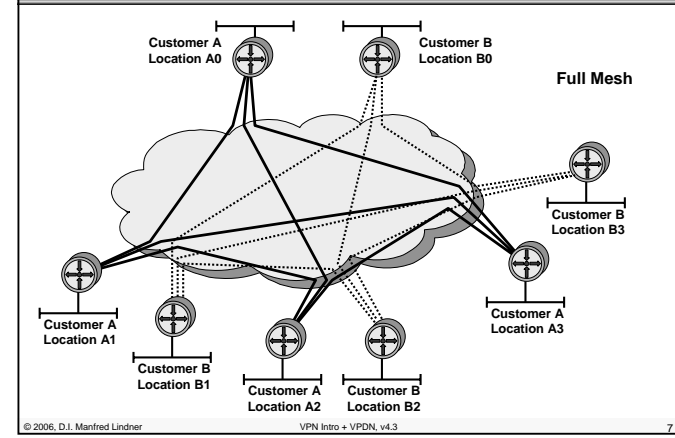 Customer A
Location A0
Customer B
Location B0
Full Mesh
Customer B
Location B3
Customer A
Location A3
Customer A
Location A1
Customer B
Location B1
Customer A
Location A2
Customer B
Location B2
© 2006, D.I. Manfred Lindner
VPN Intro + VPDN, v4.3
7